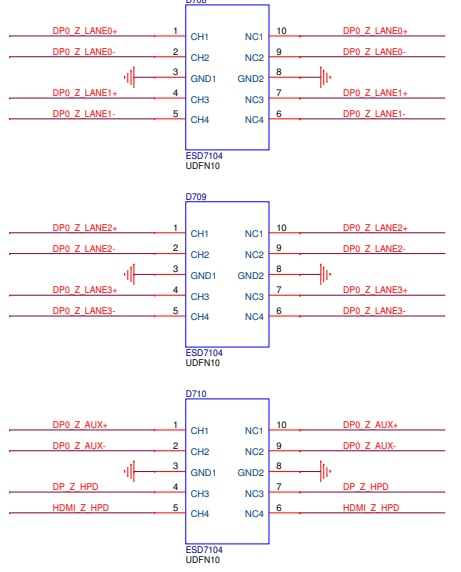 D708
DP0_Z_LANE0+ 1 CH1 NC1 10 DP0_Z_LANE0+
DP0_Z_LANE0- 2 CH2 NC2 9 DP0_Z_LANE0-
3 GND1 GND2 8
DP0_Z_LANE1+ 4 CH3 NC3 7 DP0_Z_LANE1+
DP0_Z_LANE1- 5 CH4 NC4 6 DP0_Z_LANE1-
ESD7104
UDFN10
D709
DP0_Z_LANE2+ 1 CH1 NC1 10 DP0_Z_LANE2+
DP0_Z_LANE2- 2 CH2 NC2 9 DP0_Z_LANE2-
3 GND1 GND2 8
DP0_Z_LANE3+ 4 CH3 NC3 7 DP0_Z_LANE3+
DP0_Z_LANE3- 5 CH4 NC4 6 DP0_Z_LANE3-
ESD7104
UDFN10
D710
DP0_Z_AUX+ 1 CH1 NC1 10 DP0_Z_AUX+
DP0_Z_AUX- 2 CH2 NC2 9 DP0_Z_AUX-
3 GND1 GND2 8
DP_Z_HPD 4 CH3 NC3 7 DP_Z_HPD
HDMI_Z_HPD 5 CH4 NC4 6 HDMI_Z_HPD
ESD7104
UDFN10